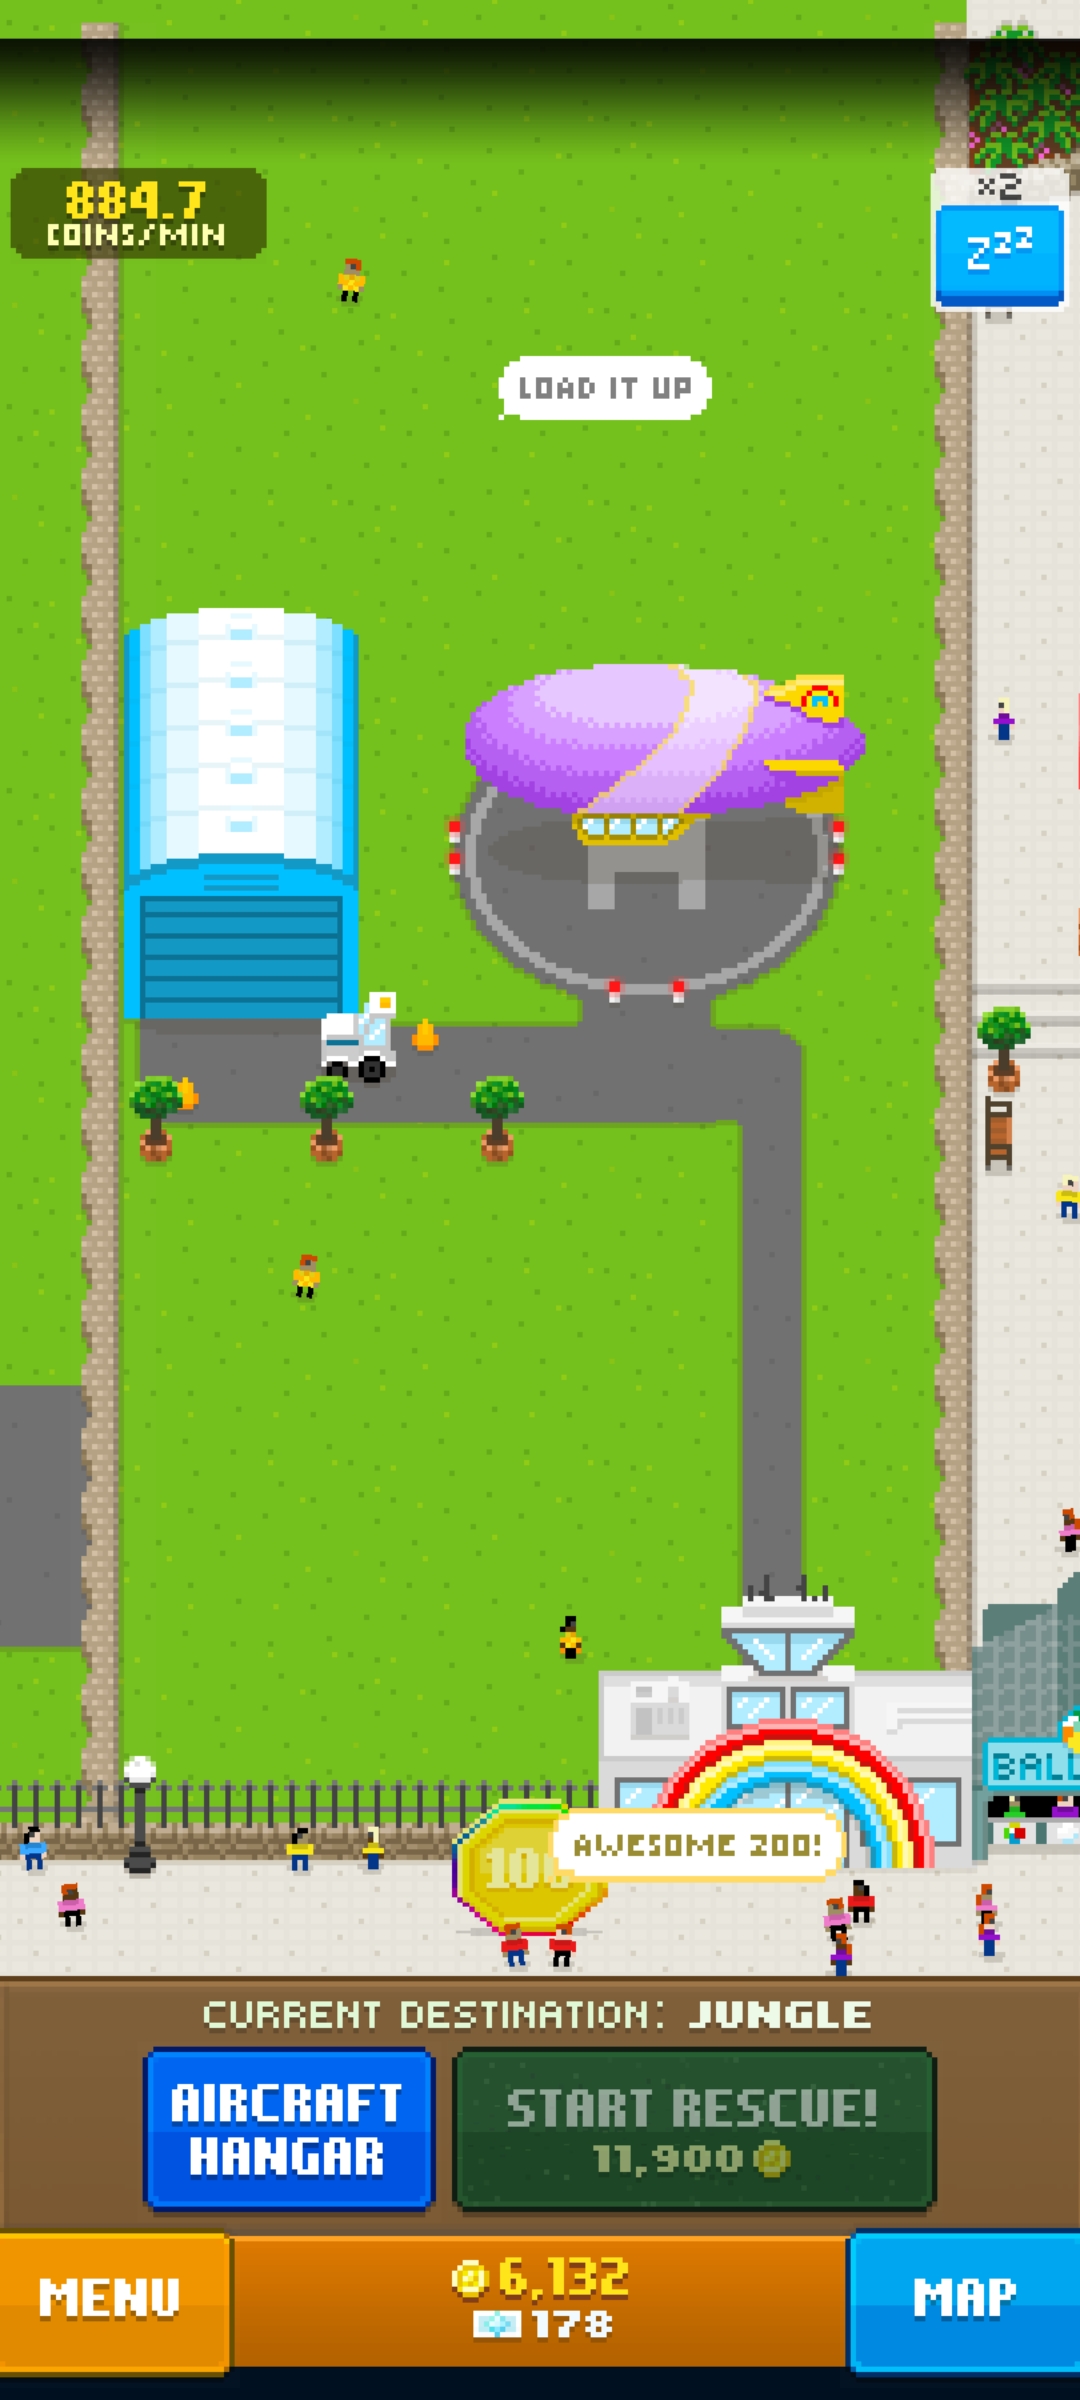 884.7
COINS/MIN
x2
zzz
LOAD IT UP
BALL
100
AWESOME ZOO!
CURRENT DESTINATION: JUNGLE
AIRCRAFT
HANGAR
START RESCUE!
11,900
MENU
6,132
178
MAP